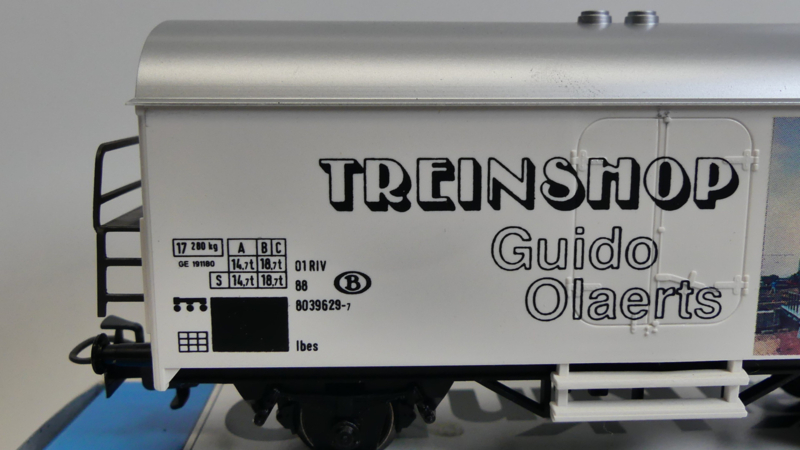 TREINSHOP
Guido
Olaerts
17 280 kg A B C
GE 191180 14,7t 18,7t 01 RIV
S 14,7t 18,7t 88 B
8039629-7
Ibes